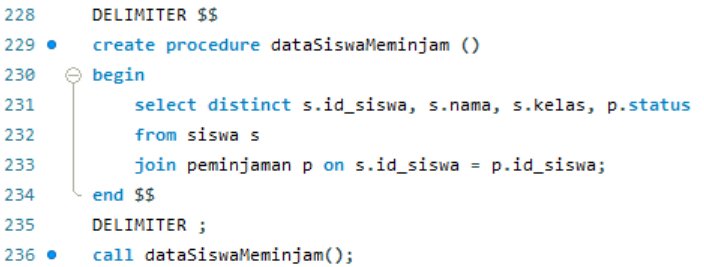 228 DELIMITER $$
229 create procedure dataSiswaMeminjam ()
230 begin
231 select distinct s.id_siswa, s.nama, s.kelas, p.status
232 from siswa s
233 join peminjaman p on s.id_siswa = p.id_siswa;
234 end $$
235 DELIMITER ;
236 call dataSiswaMeminjam();